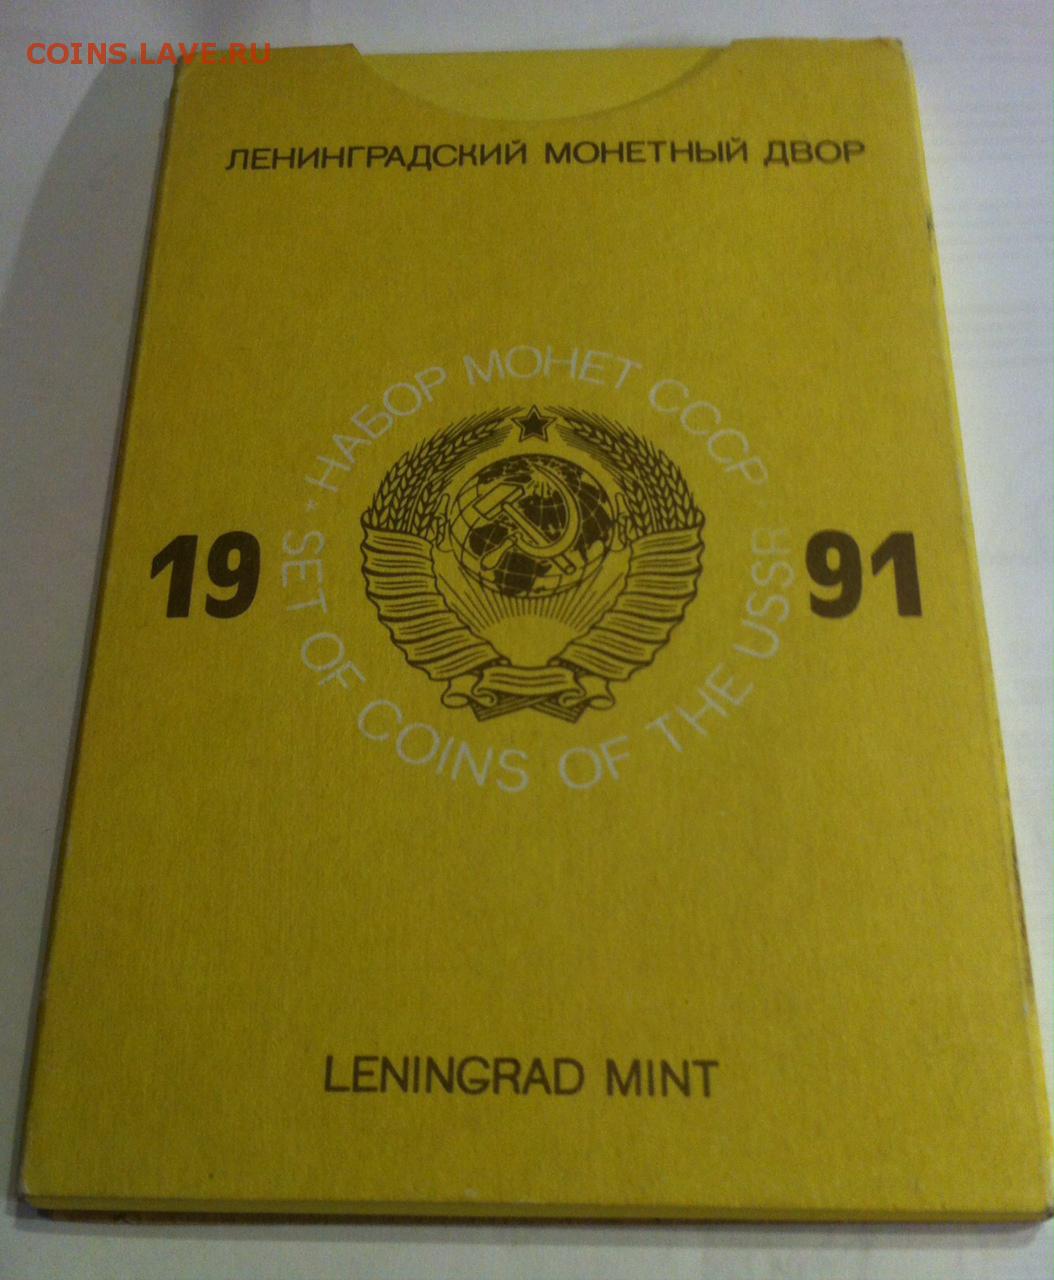 COINS.LAVE.RU
ЛЕНИНГРАДСКИЙ МОНЕТНЫЙ ДВОР
* НАБОР МОНЕТ СССР
19
91
SET OF COINS OF THE USSR
LENINGRAD MINT